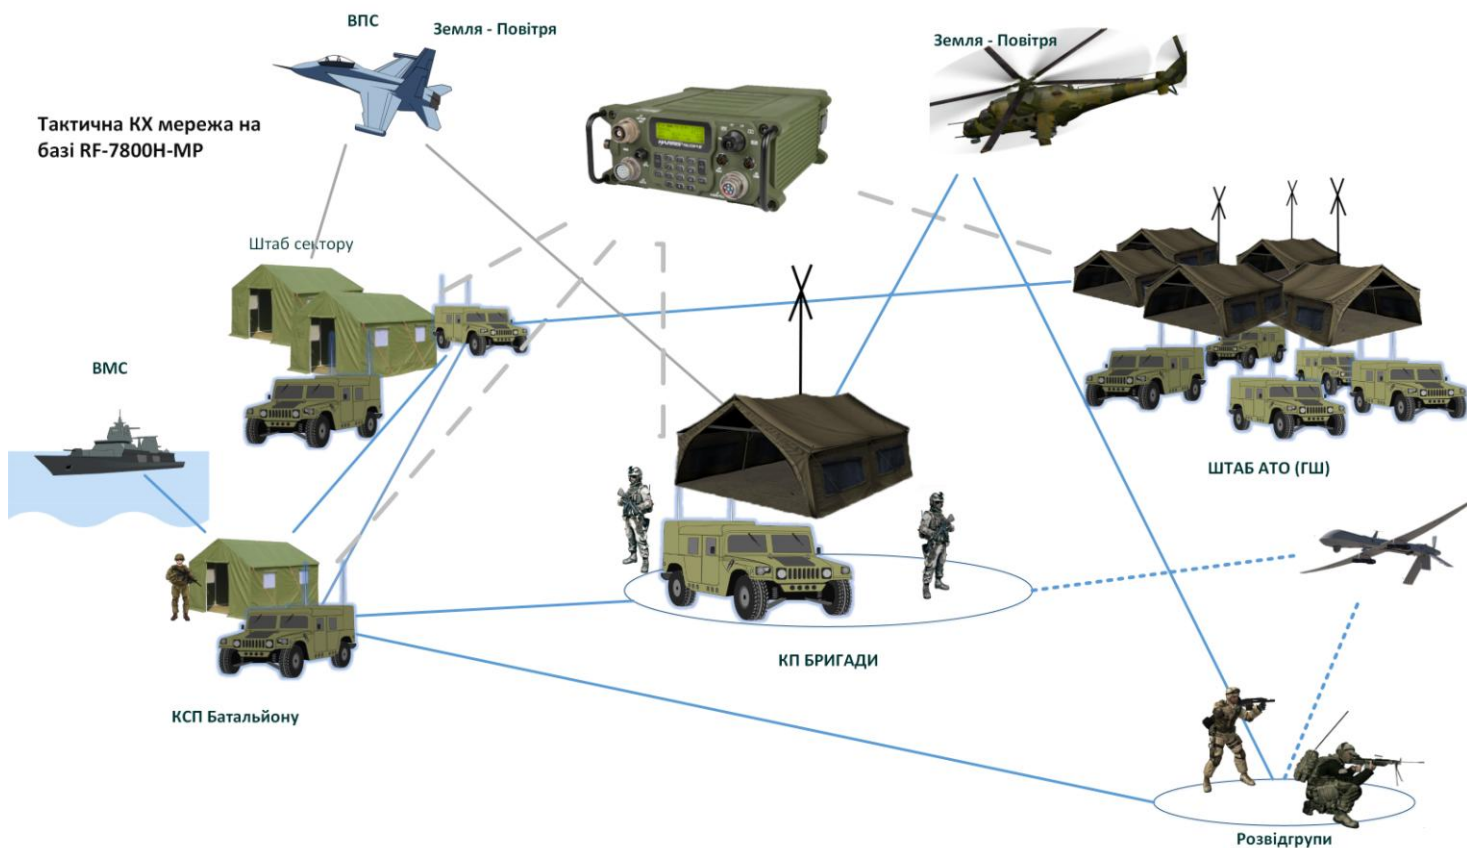 ВПС
Земля - Повітря
Земля - Повітря
Тактична КХ мережа на
базі RF-7800H-MP
Штаб сектору
ВМС
ШТАБ АТО (ГШ)
КП БРИГАДИ
КСП Батальйону
Розвідгрупи